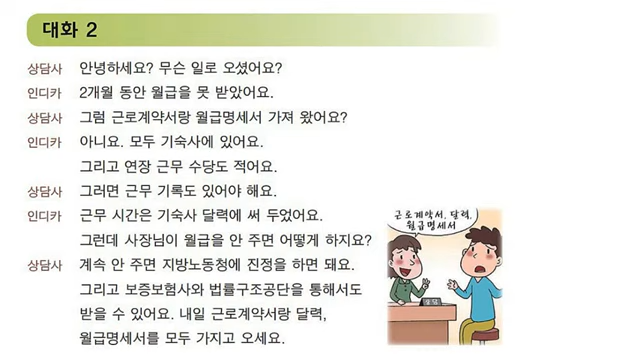 대화 2
상담사 안녕하세요? 무슨 일로 오셨어요?
인디카 2개월 동안 월급을 못 받았어요.
상담사 그럼 근로계약서랑 월급명세서 가져 왔어요?
인디카 아니요. 모두 기숙사에 있어요.
그리고 연장 근무 수당도 적어요.
상담사 그러면 근무 기록도 있어야 해요.
인디카 근무 시간은 기숙사 달력에 써 두었어요.
그런데 사장님이 월급을 안 주면 어떻게 하지요?
상담사 계속 안 주면 지방노동청에 진정을 하면 돼요.
그리고 보증보험사와 법률구조공단을 통해서도
받을 수 있어요. 내일 근로계약서랑 달력,
월급명세서를 모두 가지고 오세요.
근로계약서, 달력,
월급명세서